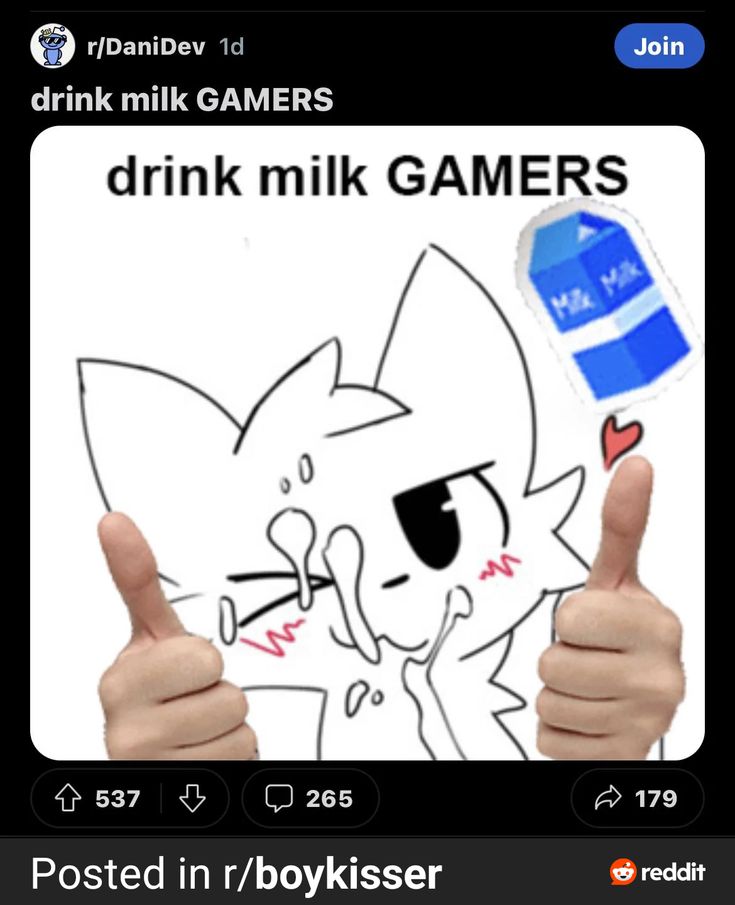 r/DaniDev 1d
Join
drink milk GAMERS
drink milk GAMERS
Milk Milk
537
265
179
Posted in r/boykisser
reddit